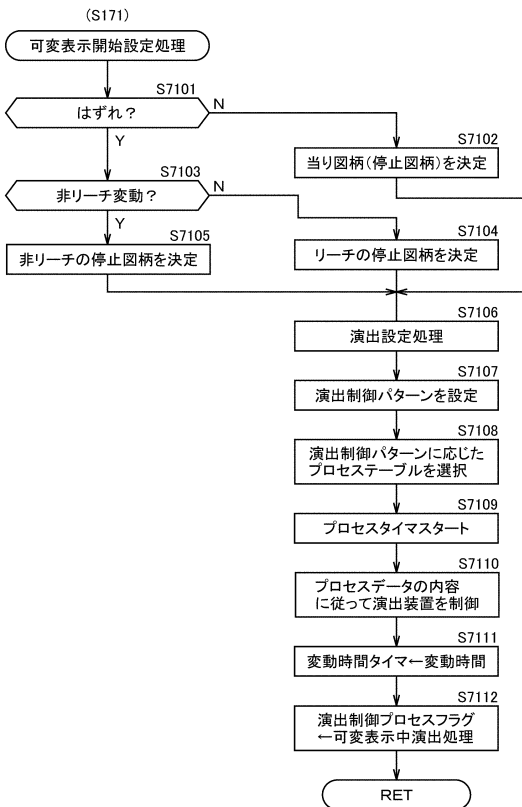 (S171)
可変表示開始設定処理
S7101
はずれ?
N
Y
S7102
当り図柄(停止図柄)を決定
S7103
非リーチ変動?
N
Y
S7105
非リーチの停止図柄を決定
S7104
リーチの停止図柄を決定
S7106
演出設定処理
S7107
演出制御パターンを設定
S7108
演出制御パターンに応じた
プロセステーブルを選択
S7109
プロセスタイマスタート
S7110
プロセスデータの内容
に従って演出装置を制御
S7111
変動時間タイマ←変動時間
S7112
演出制御プロセスフラグ
←可変表示中演出処理
RET